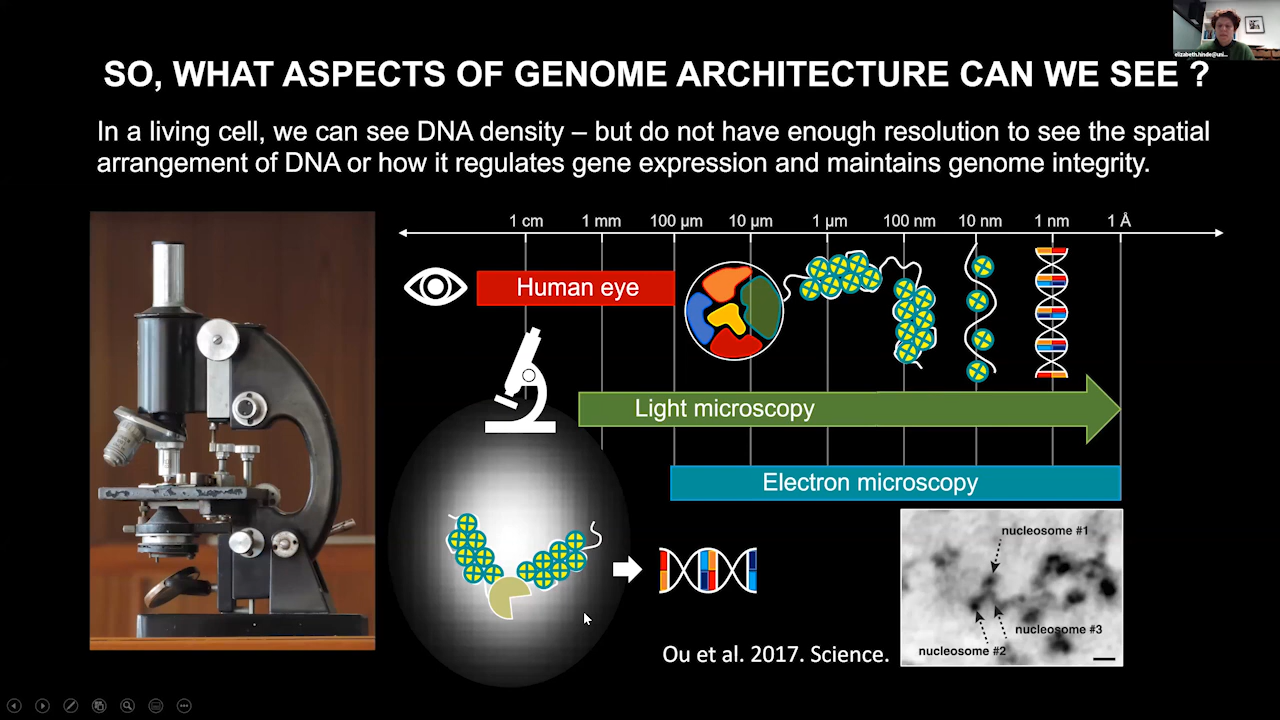 elizabeth.hinde@uni...
SO, WHAT ASPECTS OF GENOME ARCHITECTURE CAN WE SEE ?
In a living cell, we can see DNA density – but do not have enough resolution to see the spatial
arrangement of DNA or how it regulates gene expression and maintains genome integrity.
1 cm 1 mm 100 µm 10 µm 1 µm 100 nm 10 nm 1 nm 1 Å
Human eye
Light microscopy
Electron microscopy
nucleosome #1
nucleosome #3
nucleosome #2
Ou et al. 2017. Science.